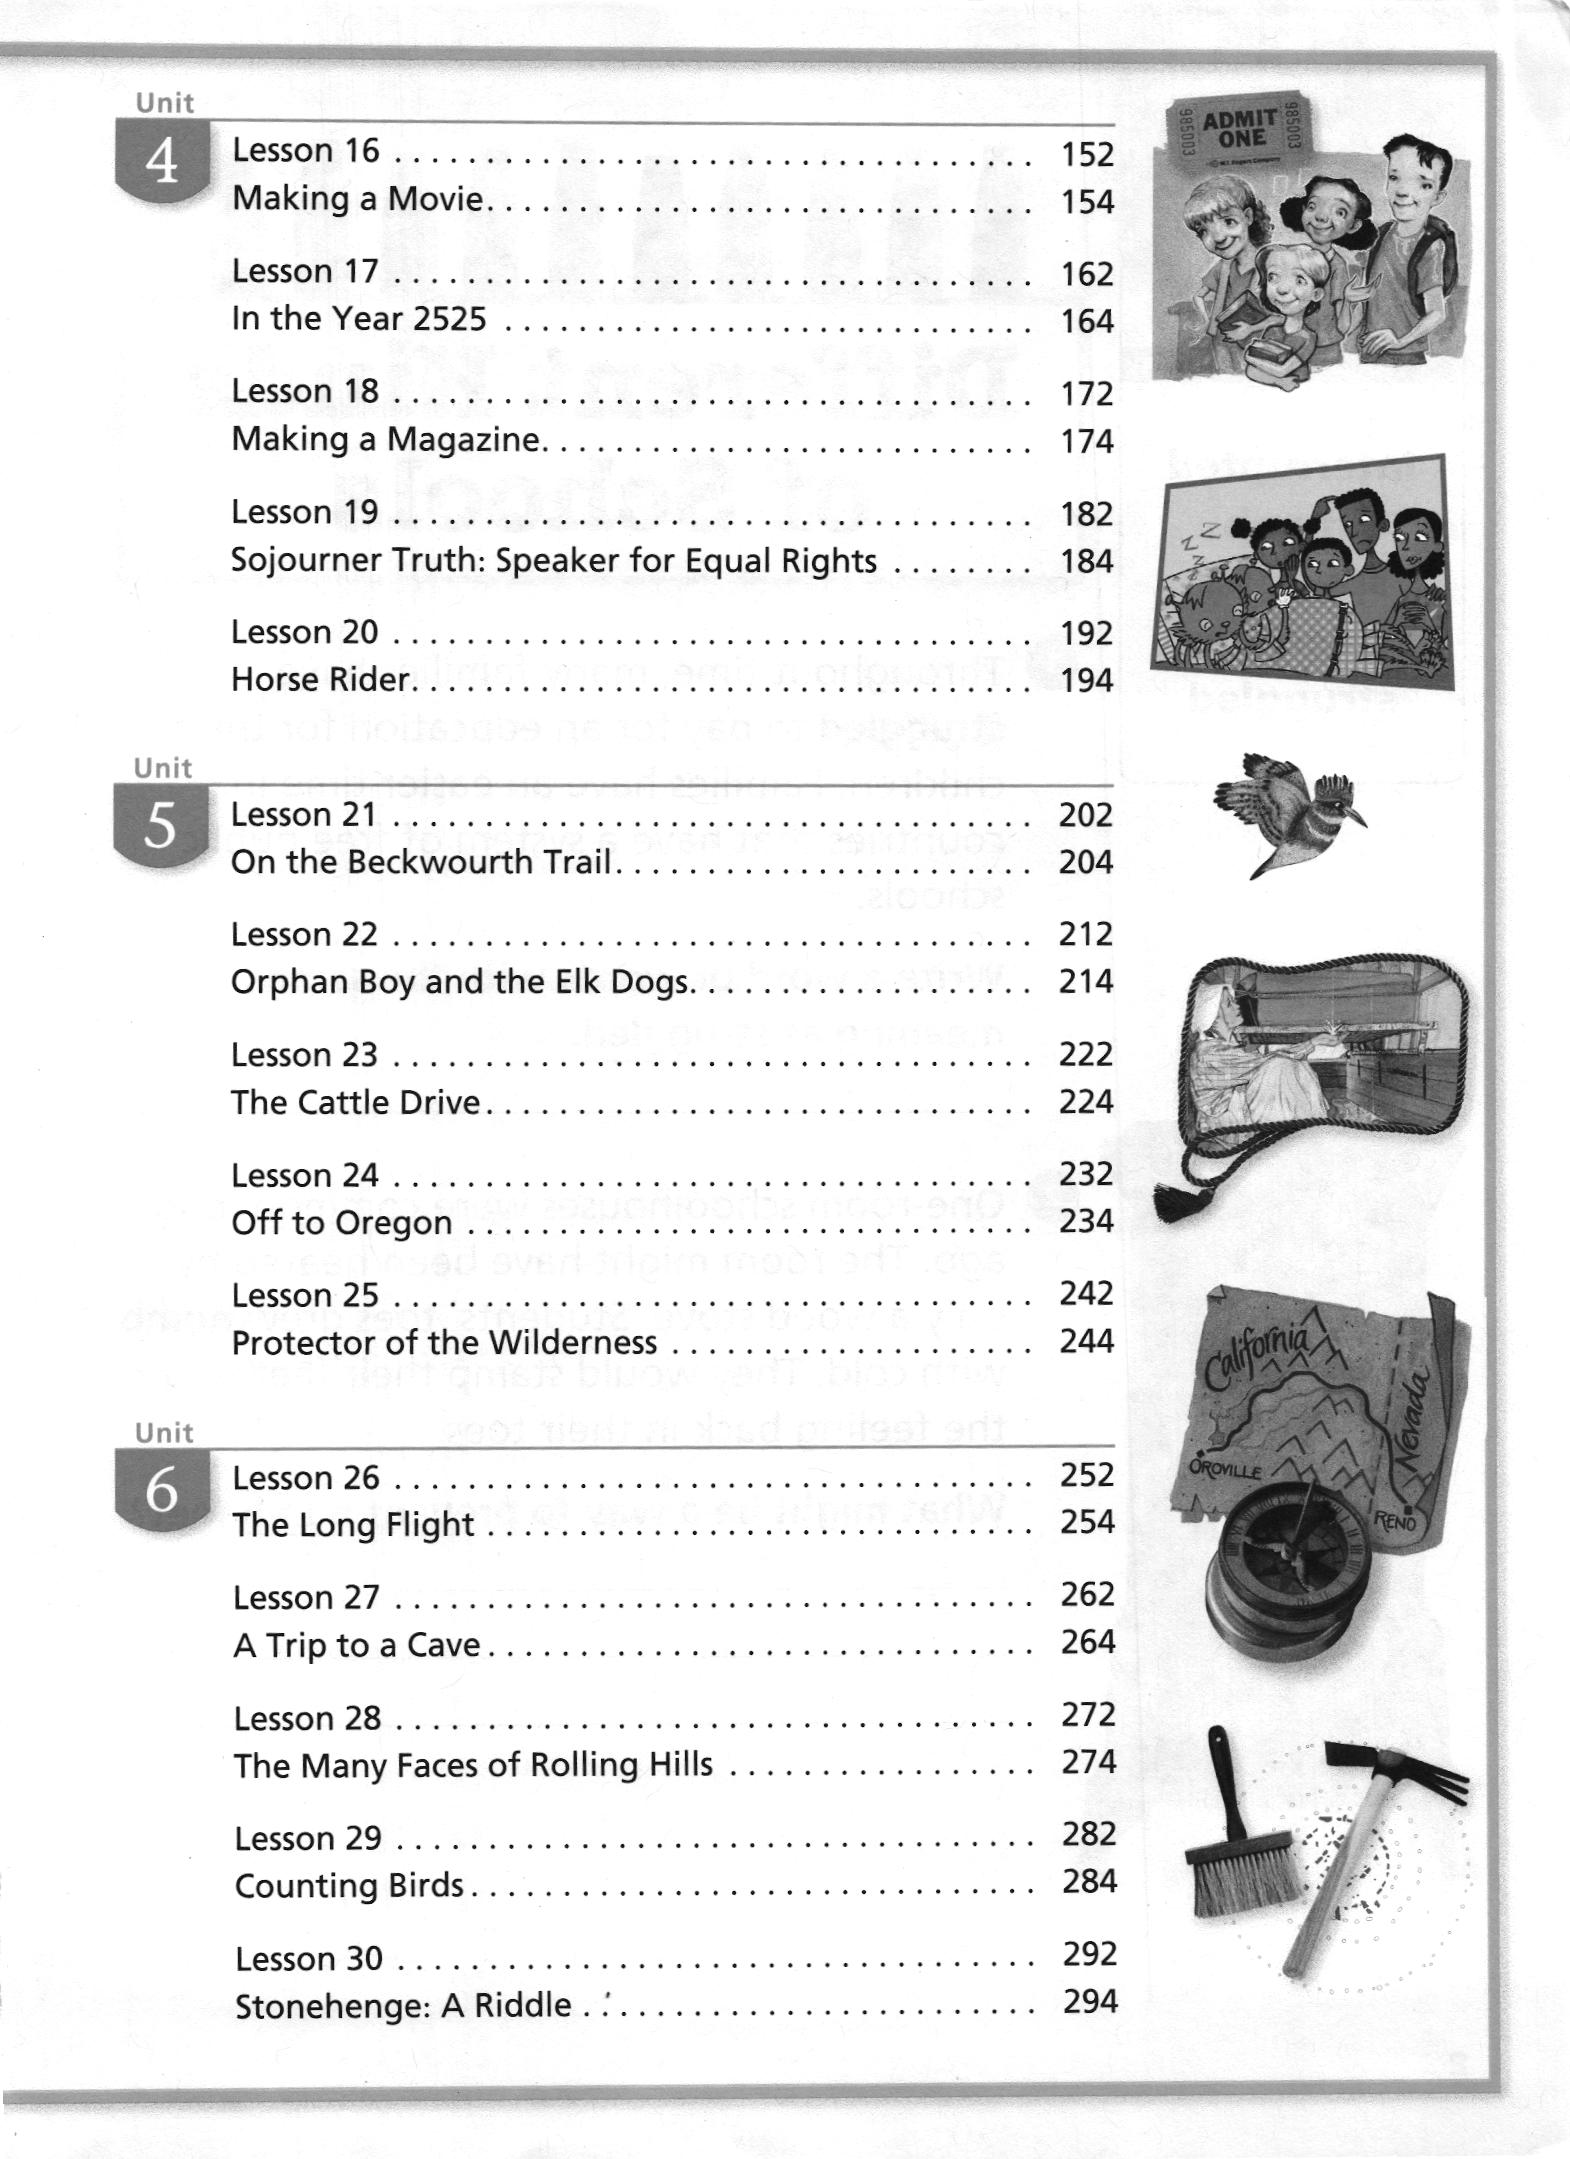 Unit
4
Lesson 16 . . . . . . . . . . . . . . . . . . . . . . . . . . . . . . . . . . . 152
Making a Movie. . . . . . . . . . . . . . . . . . . . . . . . . . . . . . 154
Lesson 17 . . . . . . . . . . . . . . . . . . . . . . . . . . . . . . . . . . . 162
In the Year 2525 . . . . . . . . . . . . . . . . . . . . . . . . . . . . . 164
Lesson 18 . . . . . . . . . . . . . . . . . . . . . . . . . . . . . . . . . . . 172
Making a Magazine. . . . . . . . . . . . . . . . . . . . . . . . . . . 174
Lesson 19 . . . . . . . . . . . . . . . . . . . . . . . . . . . . . . . . . . . 182
Sojourner Truth: Speaker for Equal Rights . . . . . . . . 184
Lesson 20 . . . . . . . . . . . . . . . . . . . . . . . . . . . . . . . . . . . 192
Horse Rider. . . . . . . . . . . . . . . . . . . . . . . . . . . . . . . . . . 194
Unit
5
Lesson 21 . . . . . . . . . . . . . . . . . . . . . . . . . . . . . . . . . . . 202
On the Beckwourth Trail. . . . . . . . . . . . . . . . . . . . . . . 204
Lesson 22 . . . . . . . . . . . . . . . . . . . . . . . . . . . . . . . . . . . 212
Orphan Boy and the Elk Dogs. . . . . . . . . . . . . . . . . . . 214
Lesson 23 . . . . . . . . . . . . . . . . . . . . . . . . . . . . . . . . . . . 222
The Cattle Drive. . . . . . . . . . . . . . . . . . . . . . . . . . . . . . 224
Lesson 24 . . . . . . . . . . . . . . . . . . . . . . . . . . . . . . . . . . . 232
Off to Oregon . . . . . . . . . . . . . . . . . . . . . . . . . . . . . . . 234
Lesson 25 . . . . . . . . . . . . . . . . . . . . . . . . . . . . . . . . . . . 242
Protector of the Wilderness . . . . . . . . . . . . . . . . . . . . 244
Unit
6
Lesson 26 . . . . . . . . . . . . . . . . . . . . . . . . . . . . . . . . . . . 252
The Long Flight . . . . . . . . . . . . . . . . . . . . . . . . . . . . . . 254
Lesson 27 . . . . . . . . . . . . . . . . . . . . . . . . . . . . . . . . . . . 262
A Trip to a Cave. . . . . . . . . . . . . . . . . . . . . . . . . . . . . . 264
Lesson 28 . . . . . . . . . . . . . . . . . . . . . . . . . . . . . . . . . . . 272
The Many Faces of Rolling Hills . . . . . . . . . . . . . . . . . 274
Lesson 29 . . . . . . . . . . . . . . . . . . . . . . . . . . . . . . . . . . . 282
Counting Birds. . . . . . . . . . . . . . . . . . . . . . . . . . . . . . . 284
Lesson 30 . . . . . . . . . . . . . . . . . . . . . . . . . . . . . . . . . . . 292
Stonehenge: A Riddle . . . . . . . . . . . . . . . . . . . . . . . . . 294
985003
ADMIT
ONE
985003
Z
Z
Z
Z
California
Nevada
OROVILLE
RENO